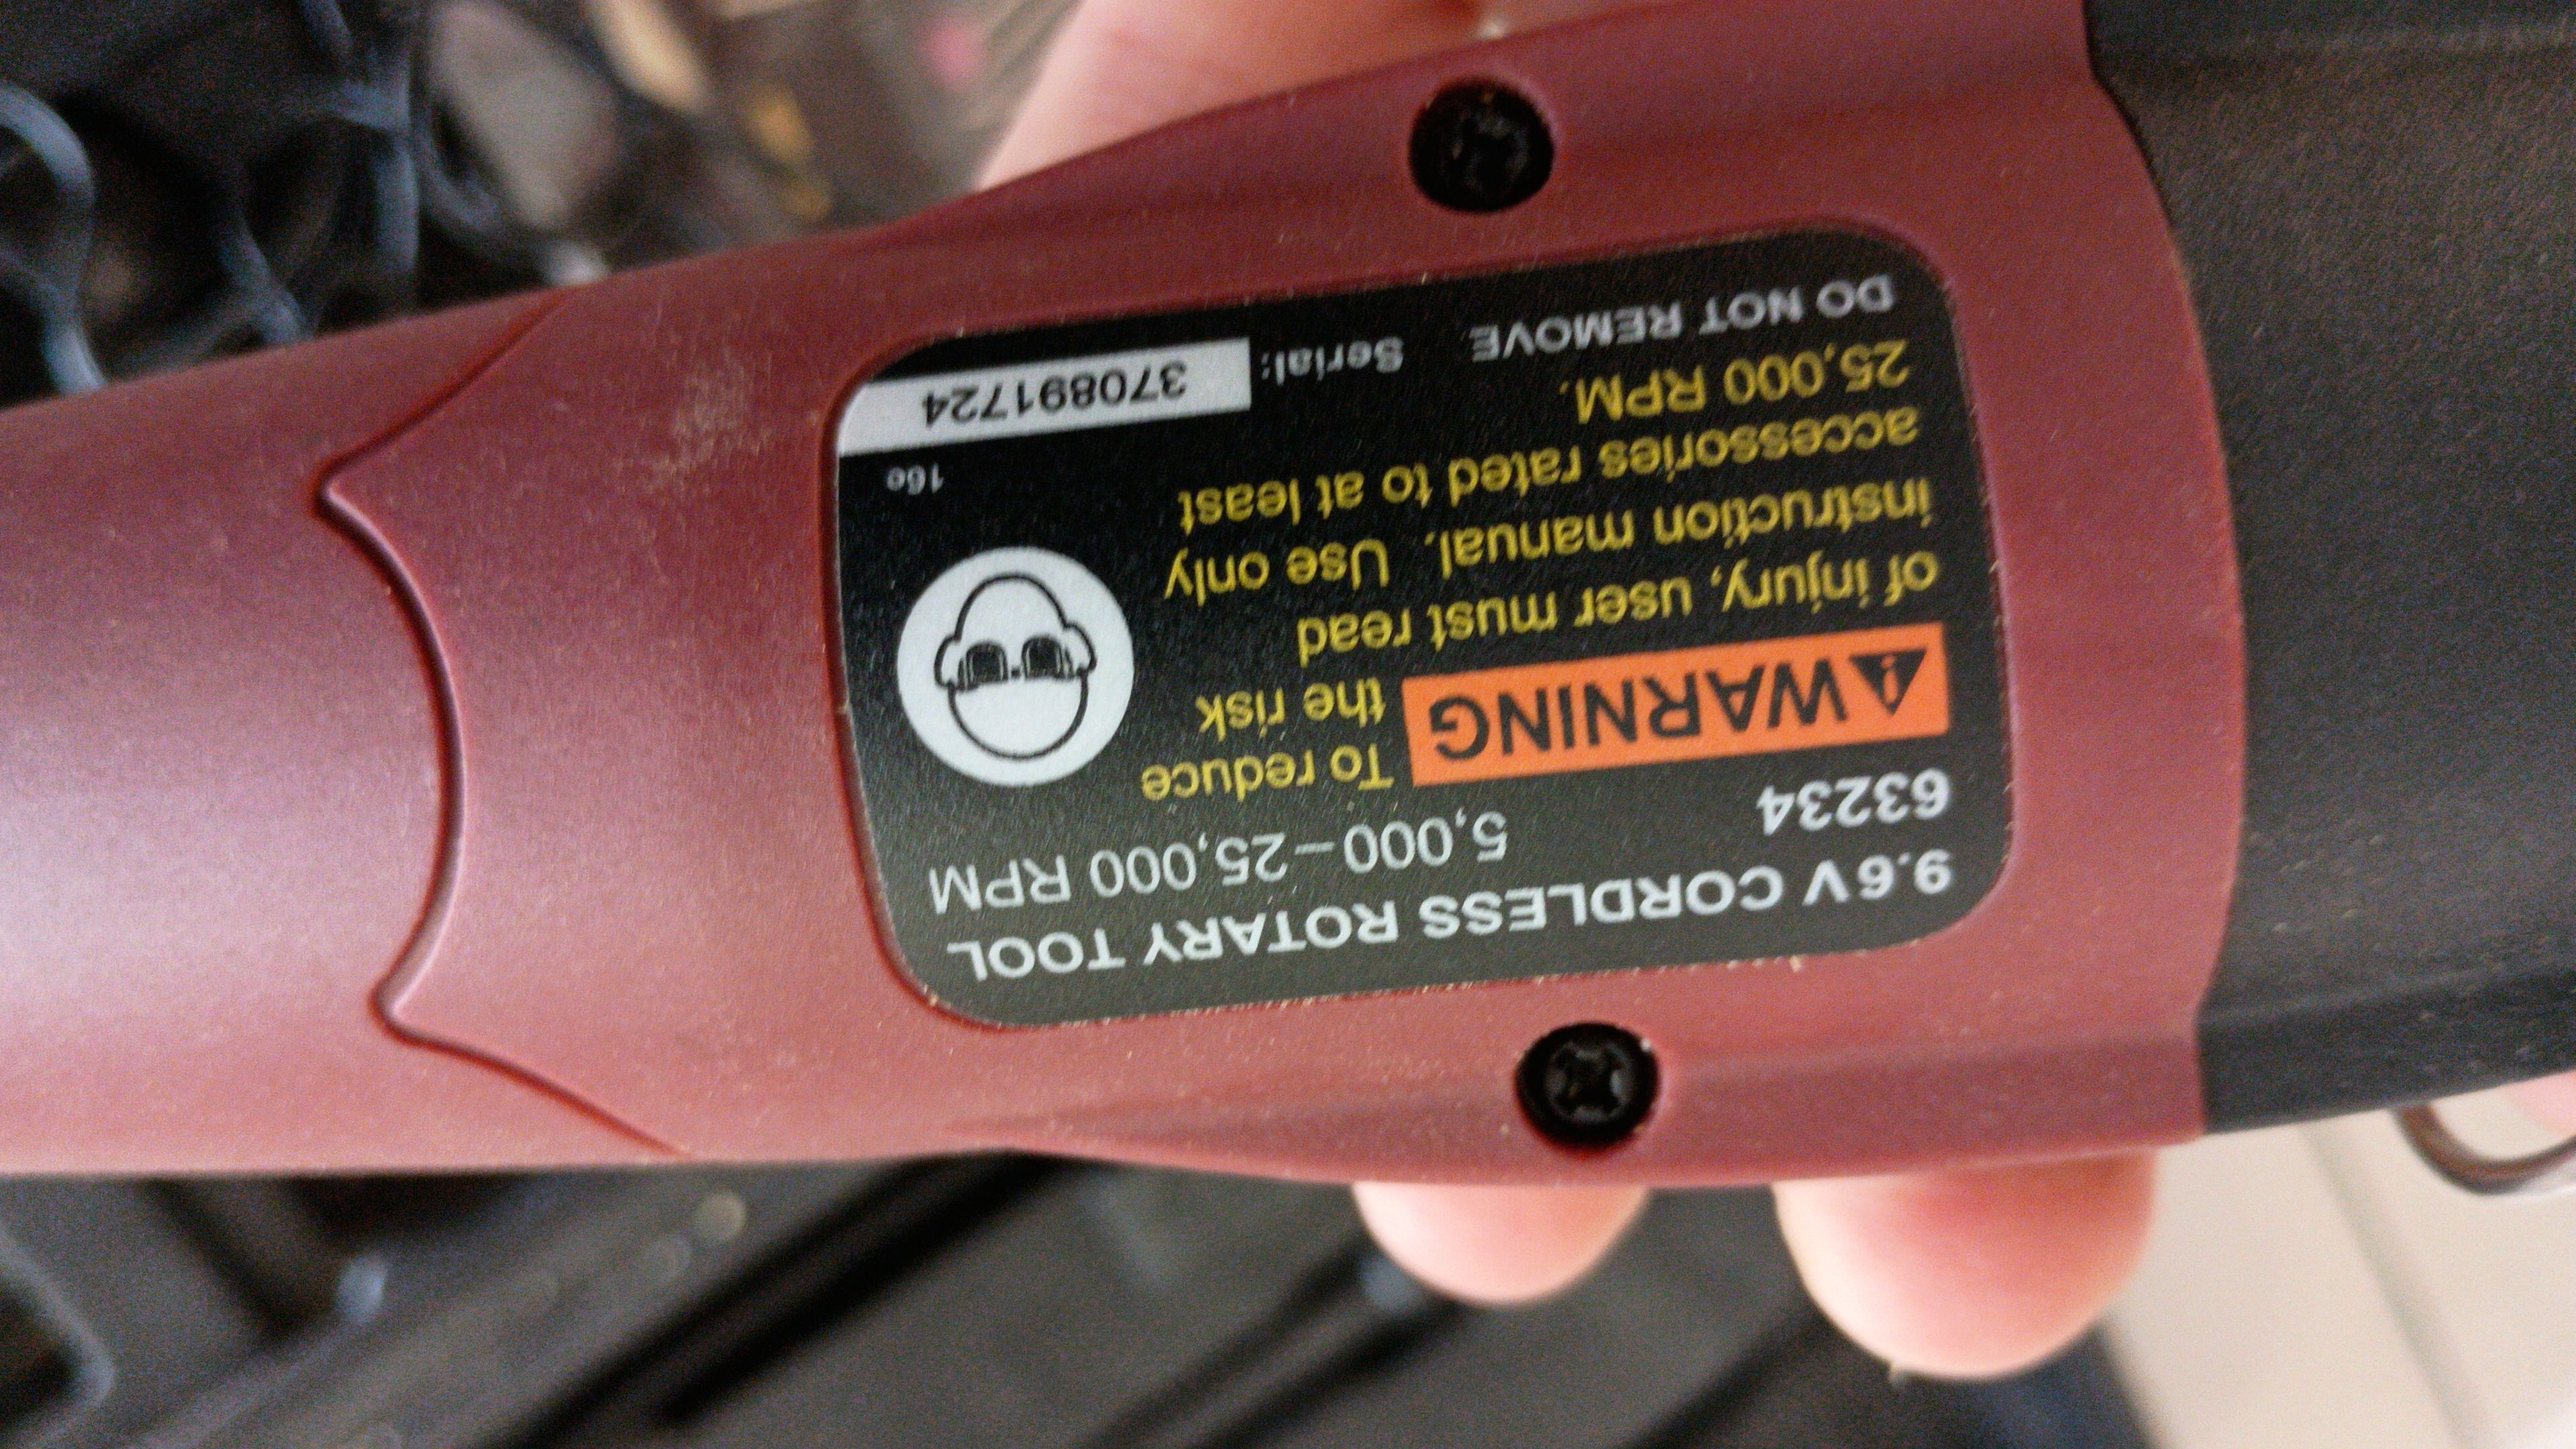 9.6V CORDLESS ROTARY TOOL
63234 5,000–25,000 RPM
WARNING To reduce
the risk
of injury, user must read
instruction manual. Use only
accessories rated to at least
25,000 RPM. 16e
DO NOT REMOVE. Serial: 370891724